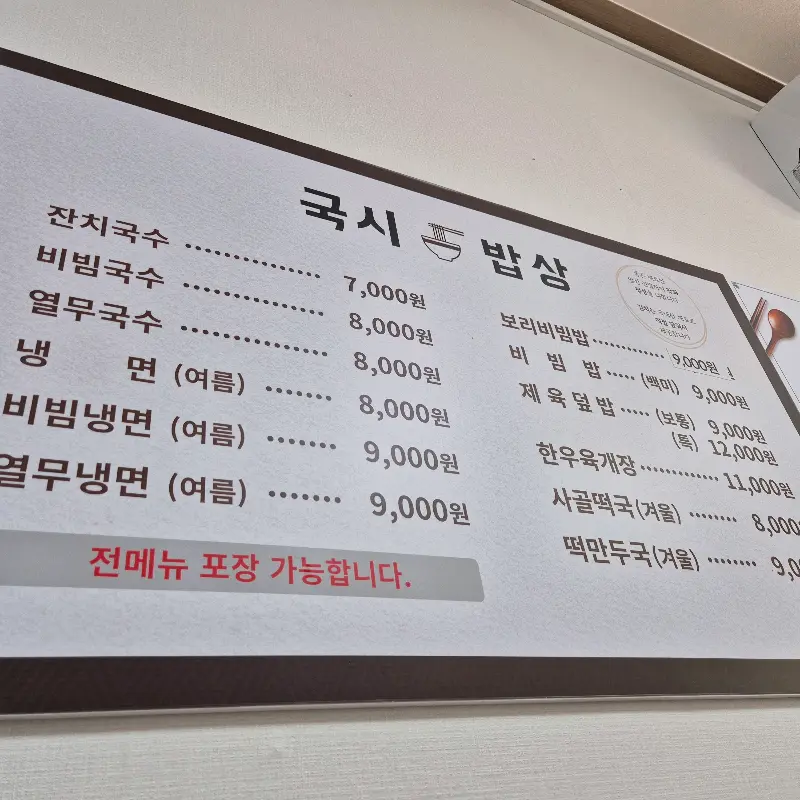 국시 밥상
잔치국수 ............... 7,000원
비빔국수 ............... 8,000원
열무국수 ............... 8,000원
냉 면 (여름) ....... 8,000원
비빔냉면 (여름) ....... 9,000원
열무냉면 (여름) ....... 9,000원
전메뉴 포장 가능합니다.
보리비빔밥 ............ 9,000원
비 빔 밥 ..... (백미) 9,000원
제육덮밥 ..... (보통) 9,000원
(특) 12,000원
한우육개장 ............ 11,000원
사골떡국(겨울) ........ 8,000
떡만두국(겨울) ........ 9,0